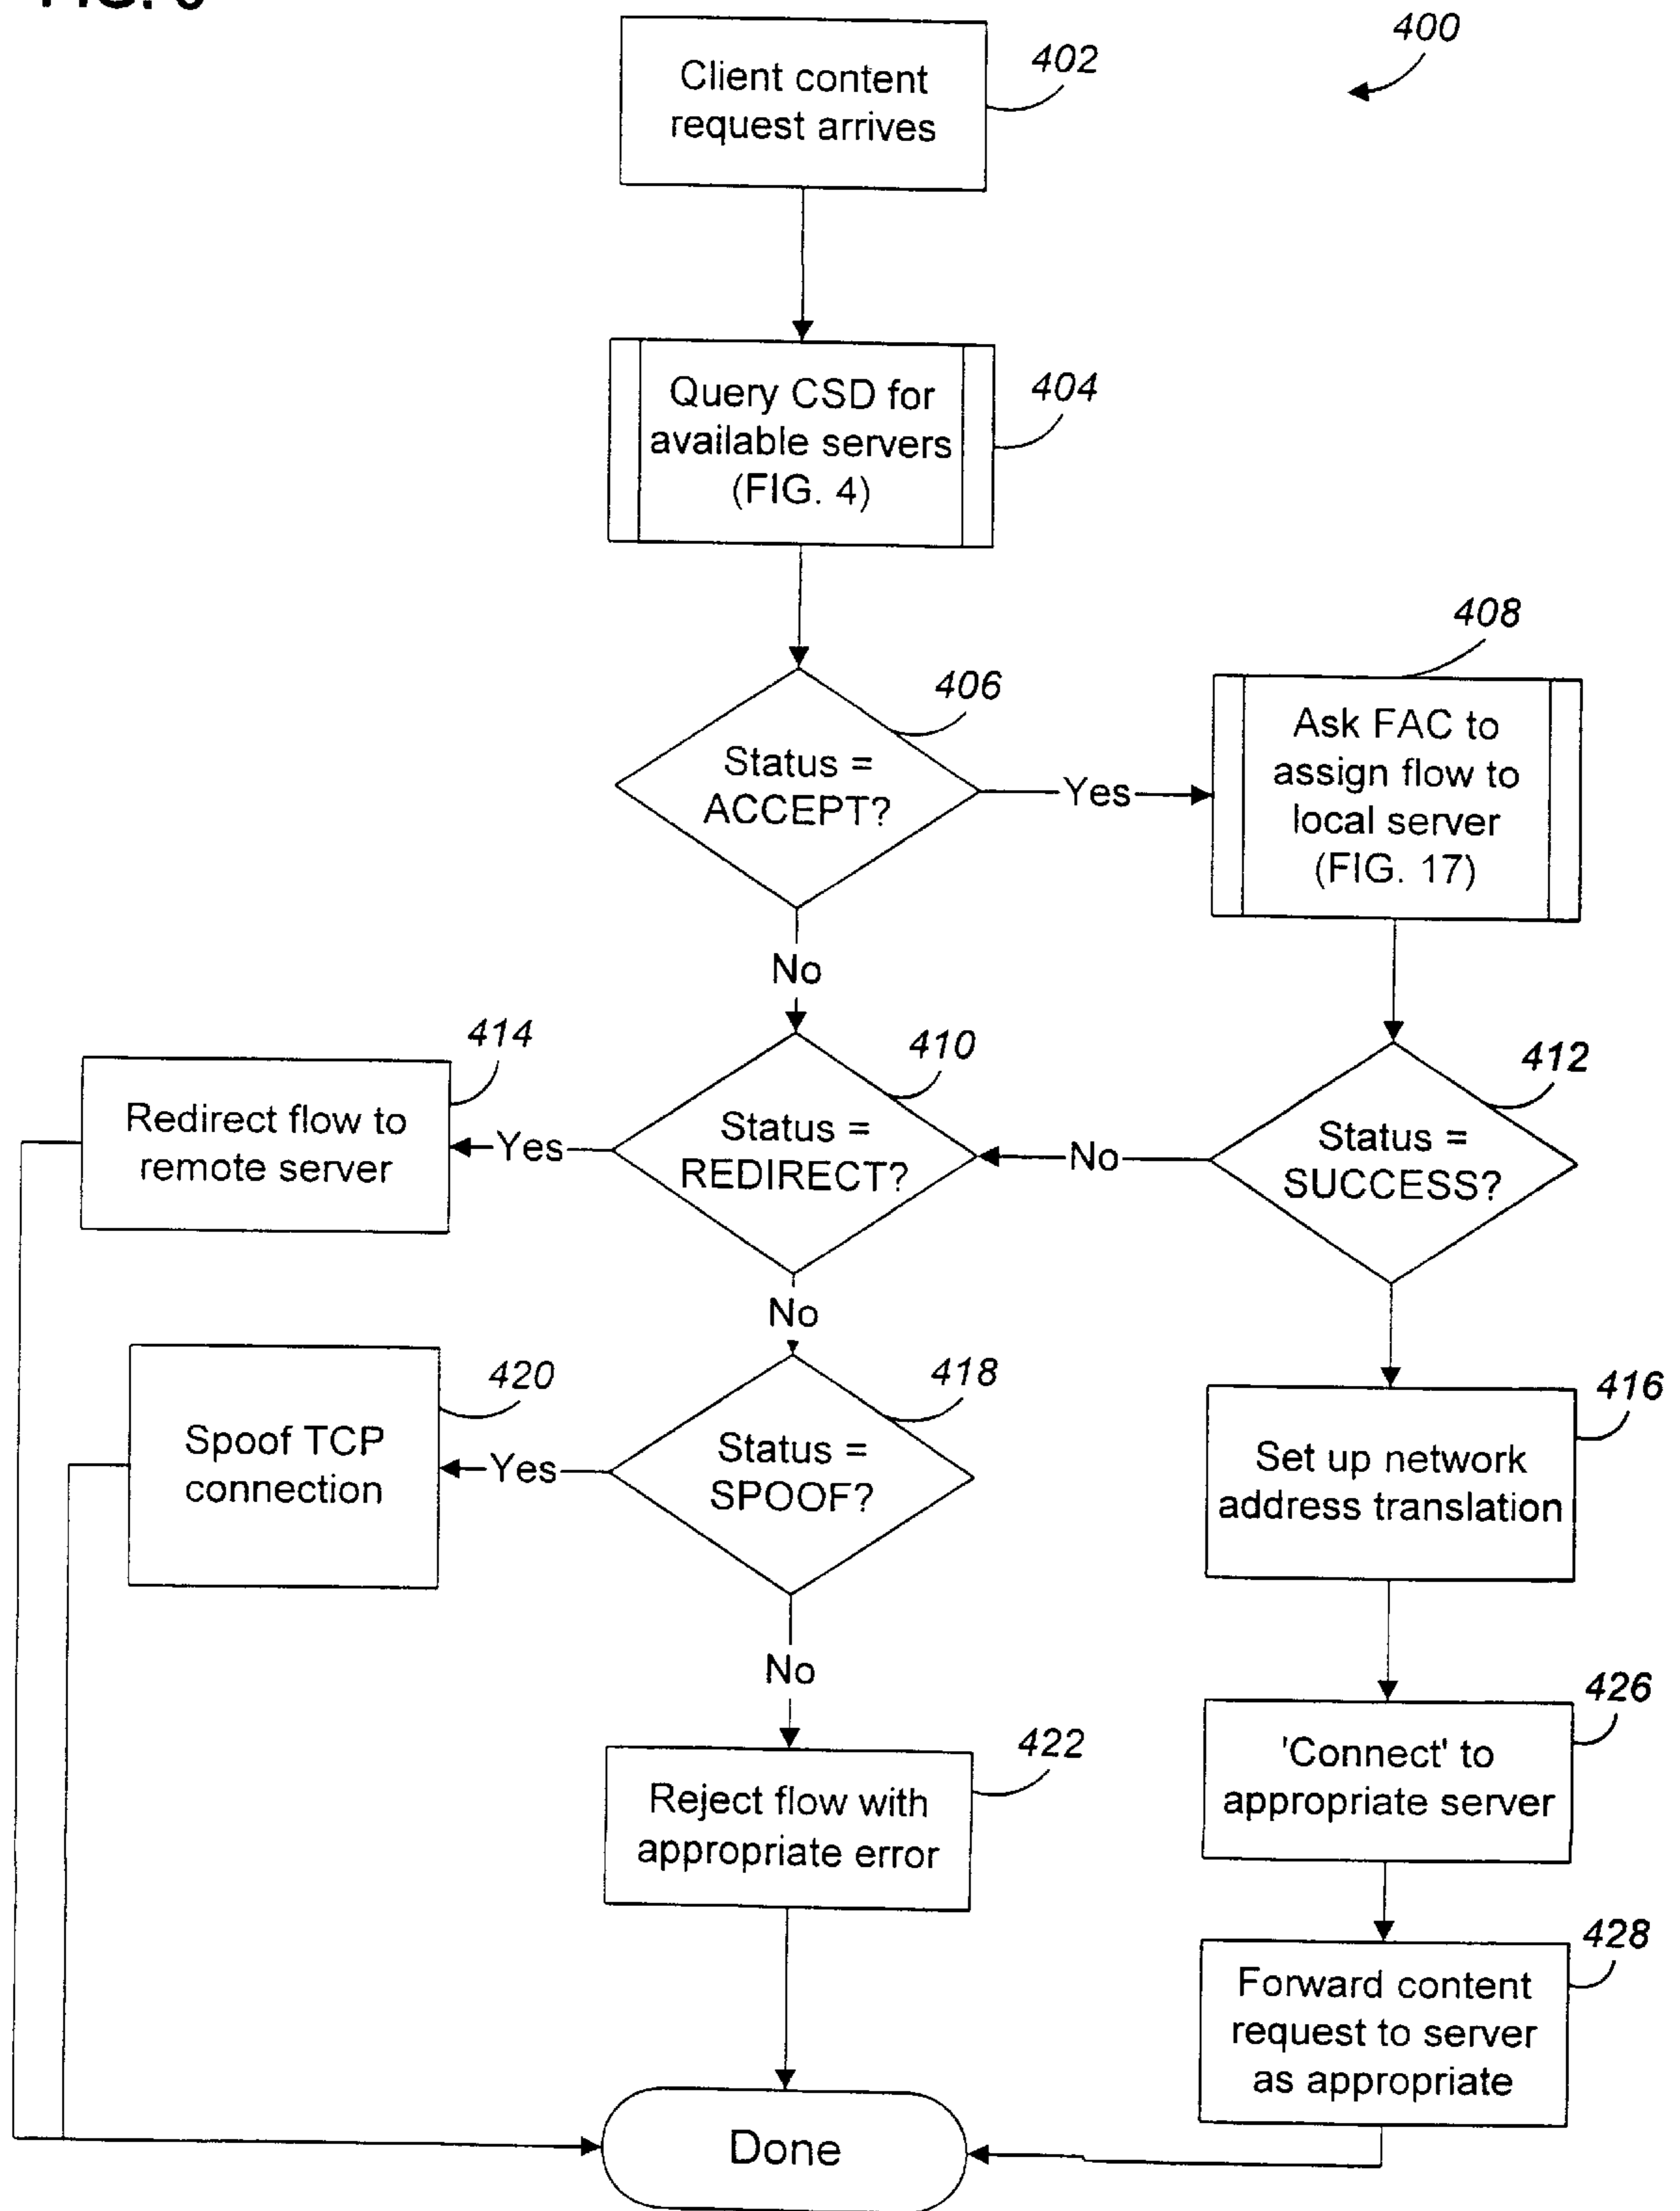 400
Client content
request arrives
402
Query CSD for
available servers
(FIG. 4)
404
Status =
ACCEPT?
406
Yes
Ask FAC to
assign flow to
local server
(FIG. 17)
408
No
Redirect flow to
remote server
414
Yes
Status =
REDIRECT?
410
No
Status =
SUCCESS?
412
No
Spoof TCP
connection
420
Yes
Status =
SPOOF?
418
Set up network
address translation
416
No
Reject flow with
appropriate error
422
'Connect' to
appropriate server
426
Forward content
request to server
as appropriate
428
Done